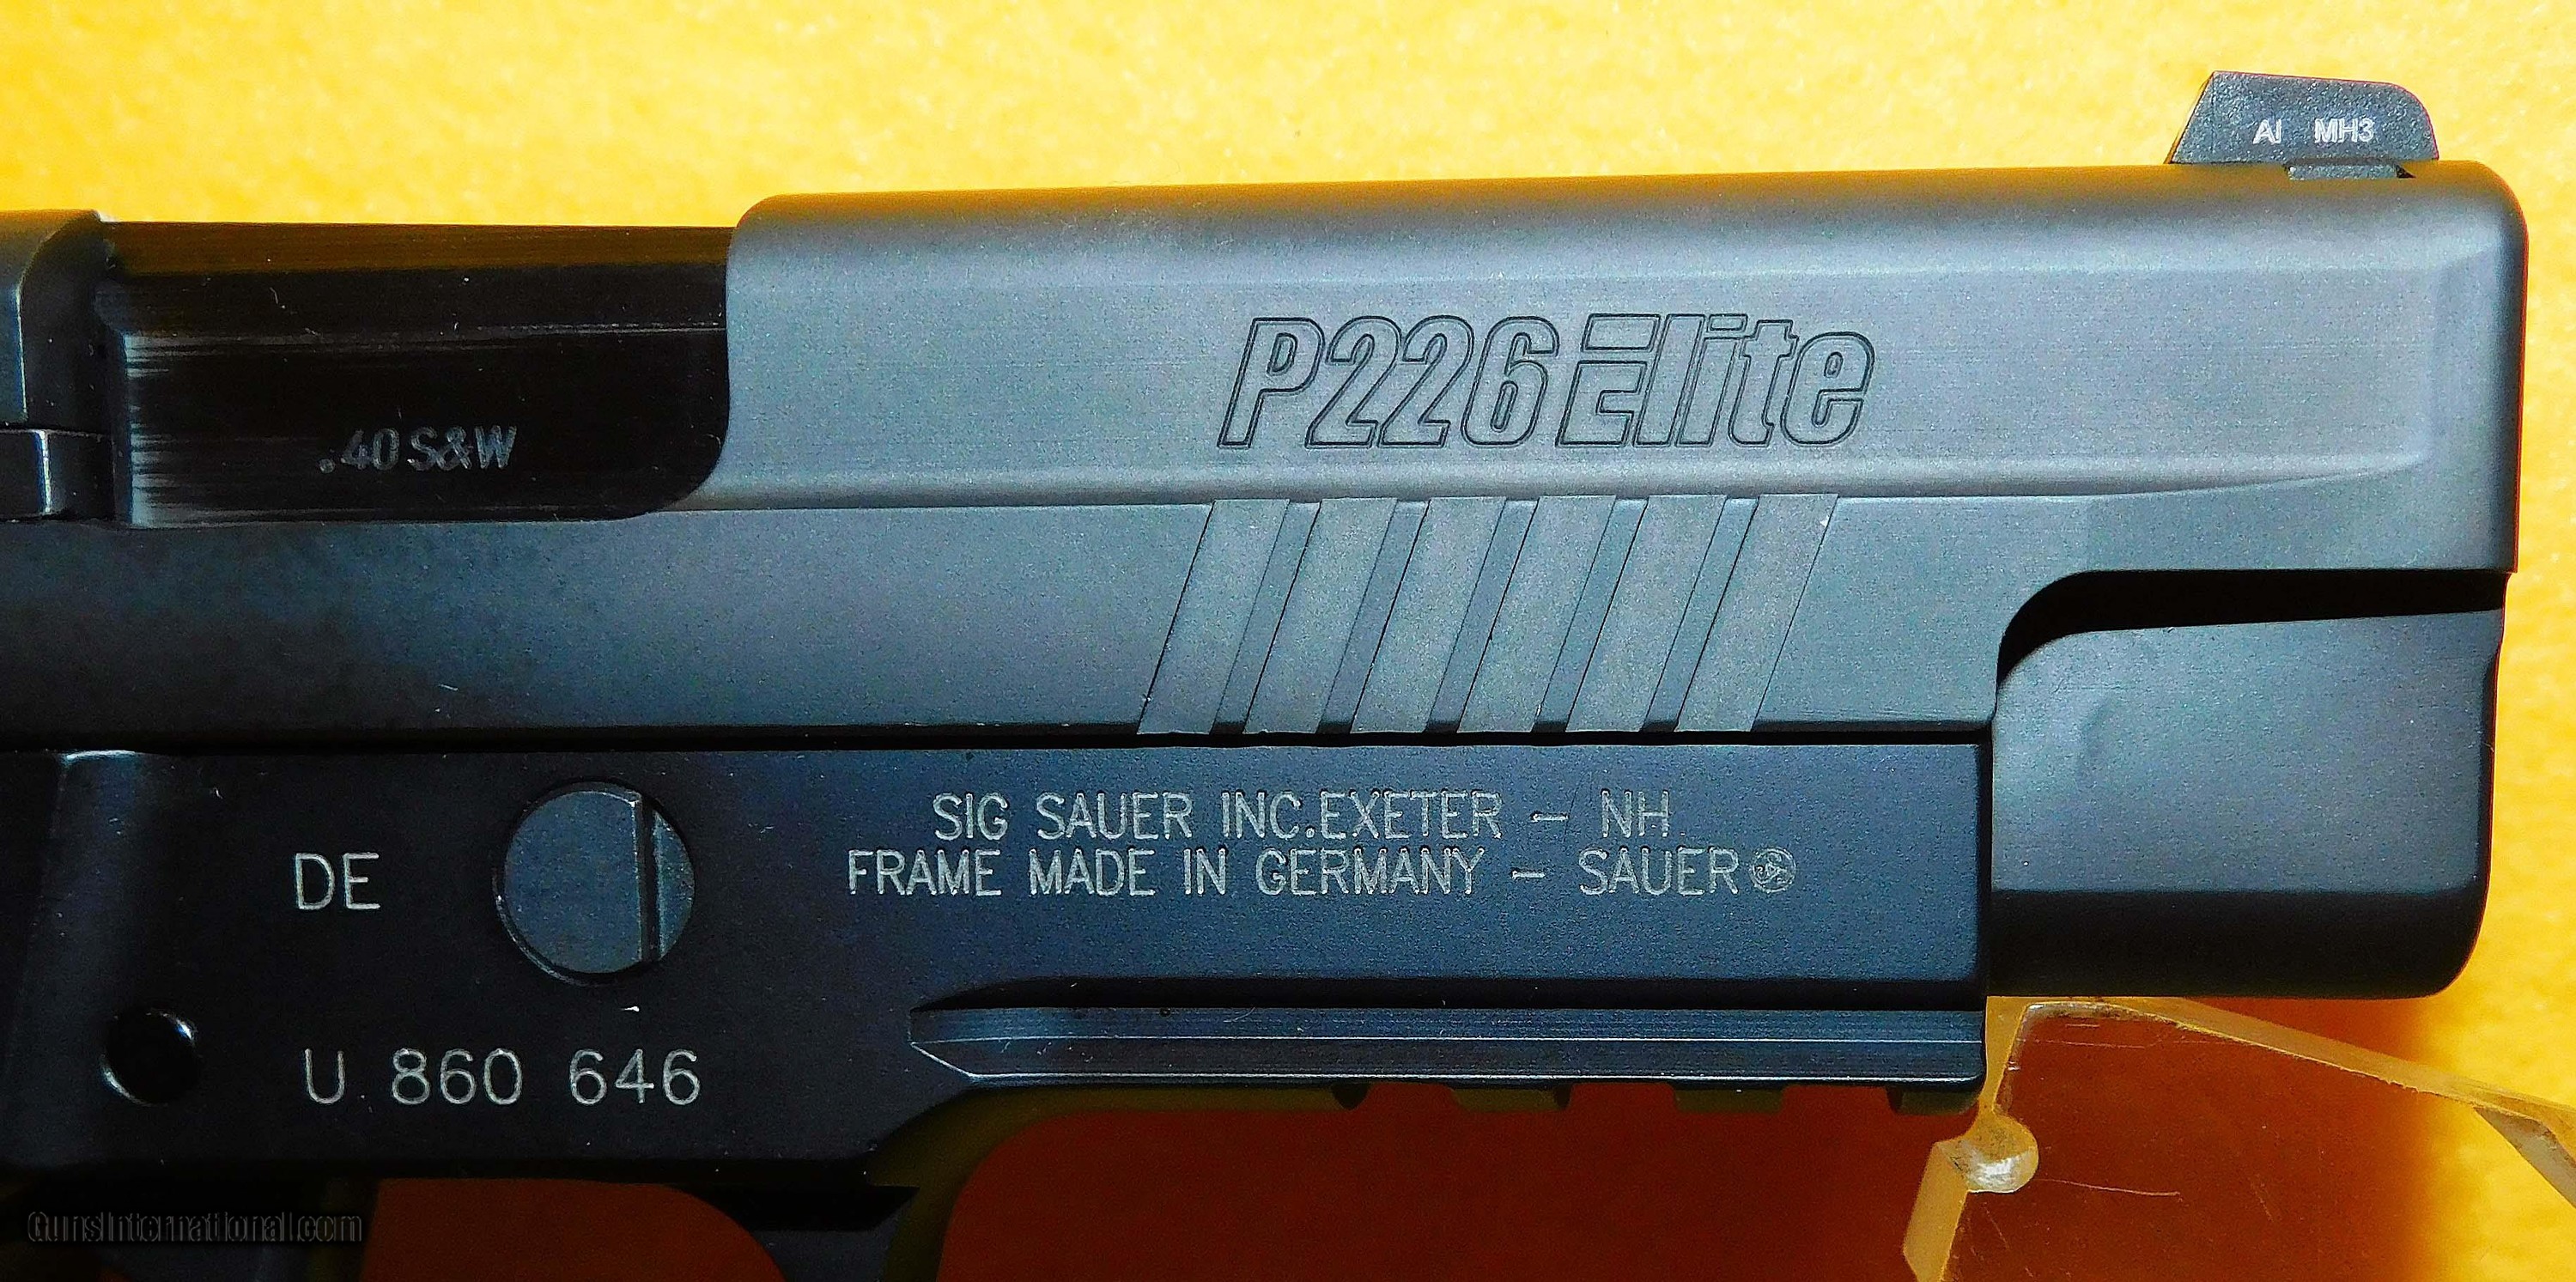 AI MH3
P226 Elite
.40 S&W
SIG SAUER INC.EXETER - NH
FRAME MADE IN GERMANY - SAUER
DE
U 860 646
GunsInternational.com